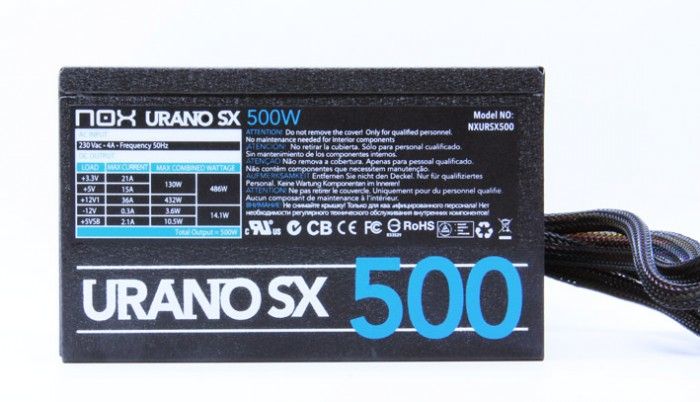 nox URANO SX 500W
Model NO:
NXURSX500
AC INPUT
230 Vac - 4A - Frequency 50Hz
DC OUTPUT
LOAD MAX CURRENT MAX COMBINED WATTAGE
+3.3V 21A 130W 486W
+5V 15A
+12V1 36A 432W
-12V 0.3A 3.6W 14.1W
+5VSB 2.1A 10.5W
Total Output = 500W
ATTENTION: Do not remove the cover! Only for qualified personnel.
No maintenance needed for interior components
ATENCION: No retirar la cubierta. Sólo para personal cualificado.
Sin mantenimiento de los componentes internos.
ATENÇÃO: Não remova a cobertura. Apenas para pessoal qualificado.
Não contém componentes que necessitem manutenção.
AUFMERKSAMKEIT: Entfernen Sie nicht den Deckel. Nur für qualifiziertes
Personal. Keine Wartung Komponenten im Inneren!
ATTENTION: Ne pas retirer le couvercle. Uniquement pour du personnel qualifié
Aucun composant de maintenance à l'intérieur.
ВНИМАНИЕ: Не снимайте крышку! Только для квалифицированного персонала! Нет
необходимости регулярного технического обслуживания внутренних компонентов!
c UL us CB CE FC RoHS
URANO SX 500